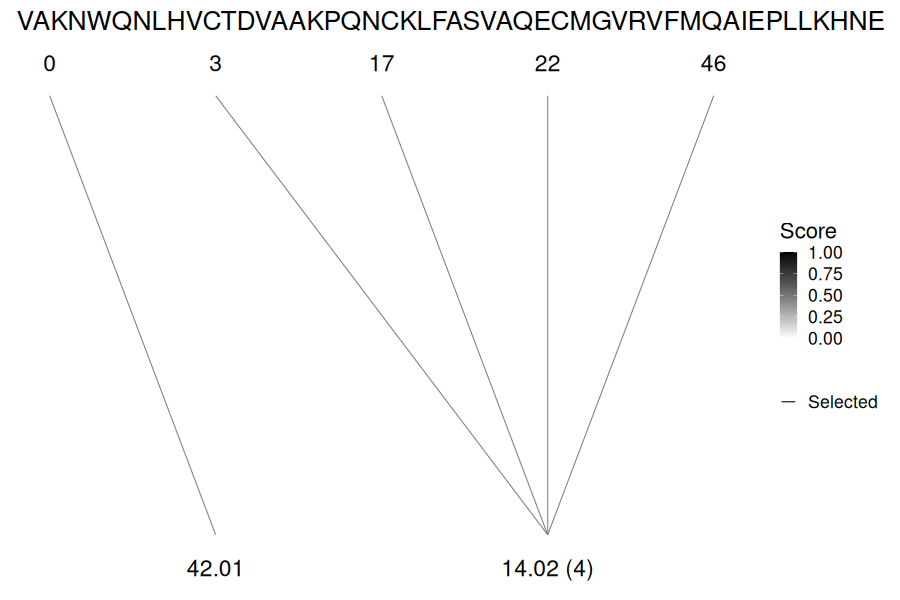 VAKNWQNLHVCTDVAAKPQNCKLFASVAQECMGVRVFMQAIEPLLKHNE
0 3 17 22 46
Score
1.00
0.75
0.50
0.25
0.00
Selected
42.01 14.02 (4)